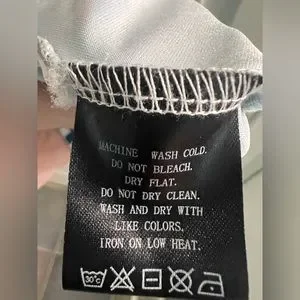 MACHINE WASH COLD.
DO NOT BLEACH.
DRY FLAT.
DO NOT DRY CLEAN.
WASH AND DRY WITH
LIKE COLORS.
IRON ON LOW HEAT.
30°C